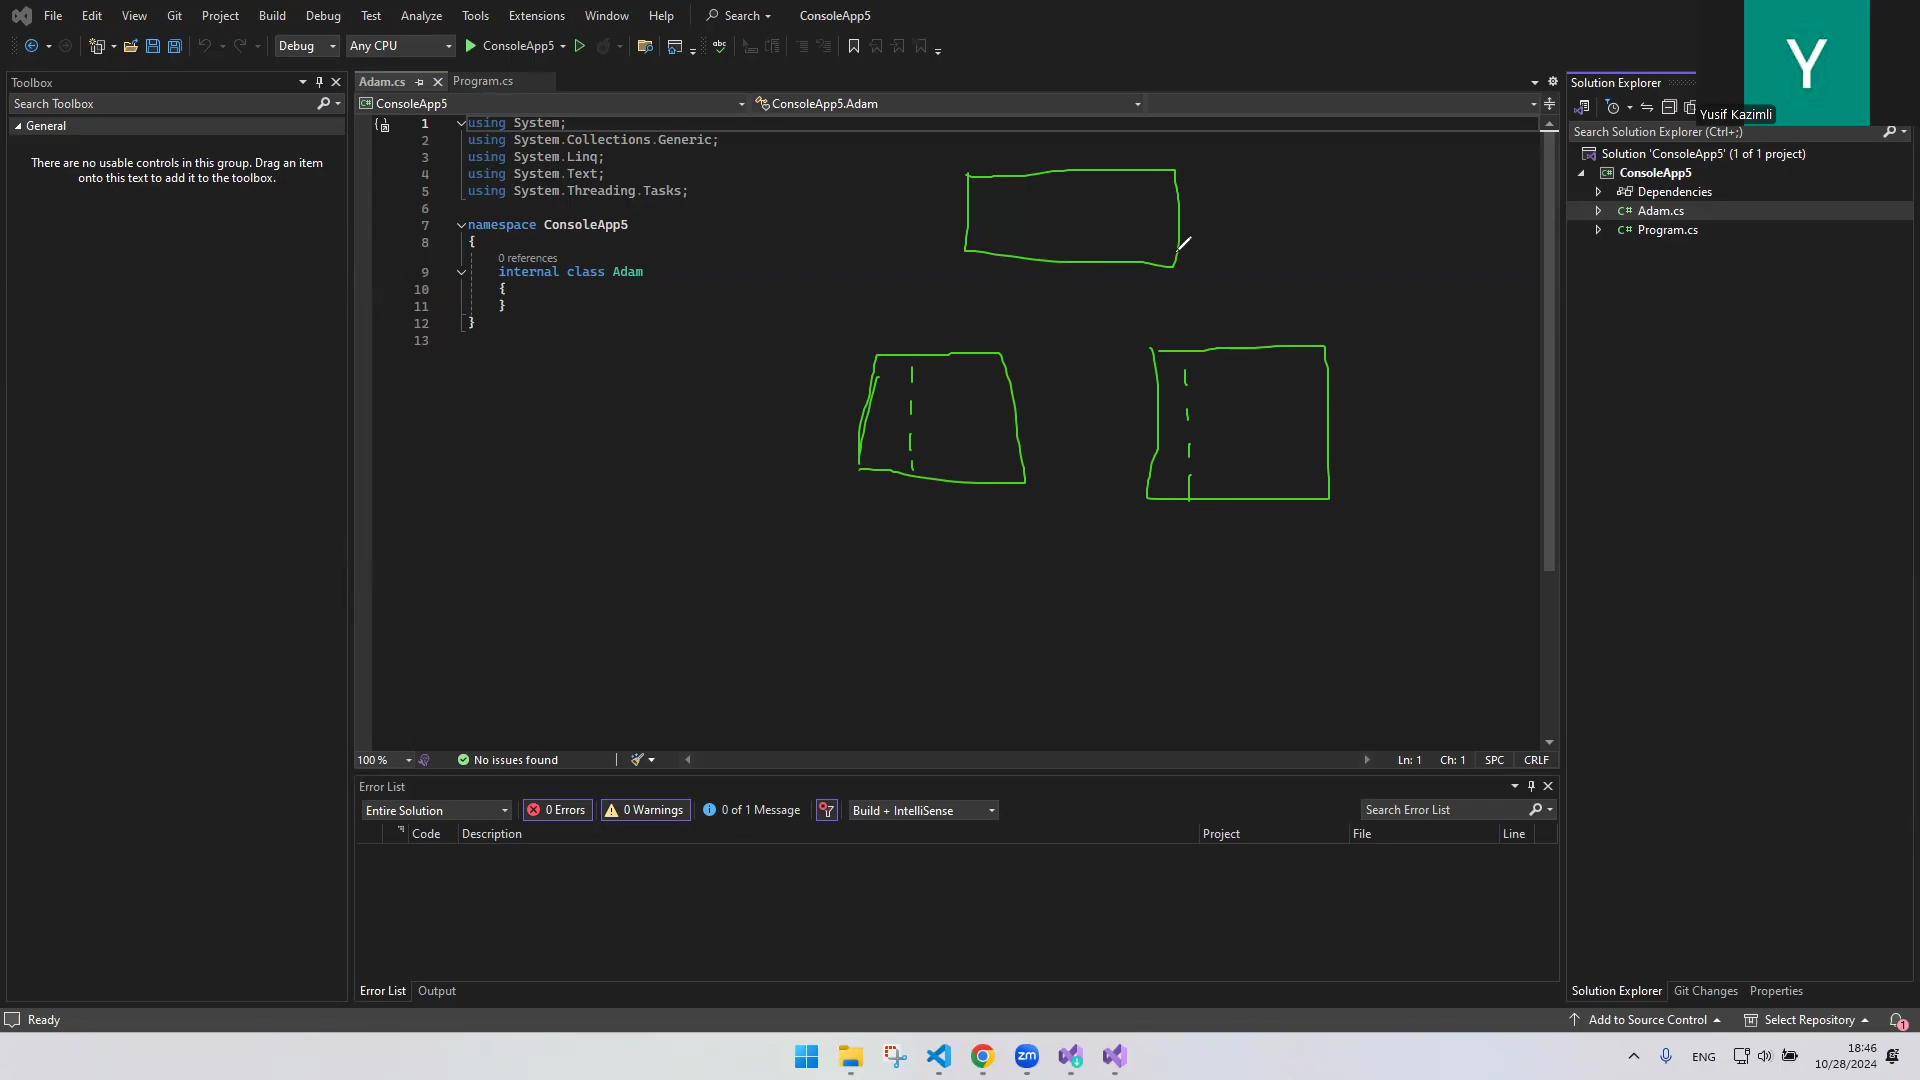 File Edit View Git Project Build Debug Test Analyze Tools Extensions Window Help Search ConsoleApp5
Debug Any CPU ConsoleApp5
Y
Yusif Kazimli
Toolbox
Search Toolbox
General
There are no usable controls in this group. Drag an item
onto this text to add it to the toolbox.
Adam.cs Program.cs
ConsoleApp5 ConsoleApp5.Adam
1 using System;
2 using System.Collections.Generic;
3 using System.Linq;
4 using System.Text;
5 using System.Threading.Tasks;
6
7 namespace ConsoleApp5
8 {
0 references
9 internal class Adam
10 {
11 }
12 }
13
100 % No issues found Ln: 1 Ch: 1 SPC CRLF
Error List
Entire Solution 0 Errors 0 Warnings 0 of 1 Message Build + IntelliSense Search Error List
Code Description Project File Line
Error List Output
Solution Explorer
Search Solution Explorer (Ctrl+;)
Solution 'ConsoleApp5' (1 of 1 project)
ConsoleApp5
Dependencies
C# Adam.cs
C# Program.cs
Solution Explorer Git Changes Properties
Ready Add to Source Control Select Repository 1
zm ENG 18:46
10/28/2024